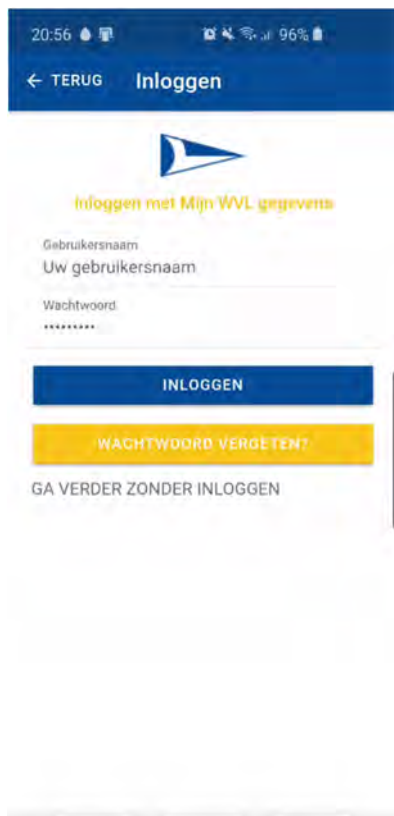 20:56 96%
← TERUG Inloggen
Inloggen met Mijn WVL gegevens
Gebruikersnaam
Uw gebruikersnaam
Wachtwoord
•••••••••
INLOGGEN
WACHTWOORD VERGETEN?
GA VERDER ZONDER INLOGGEN